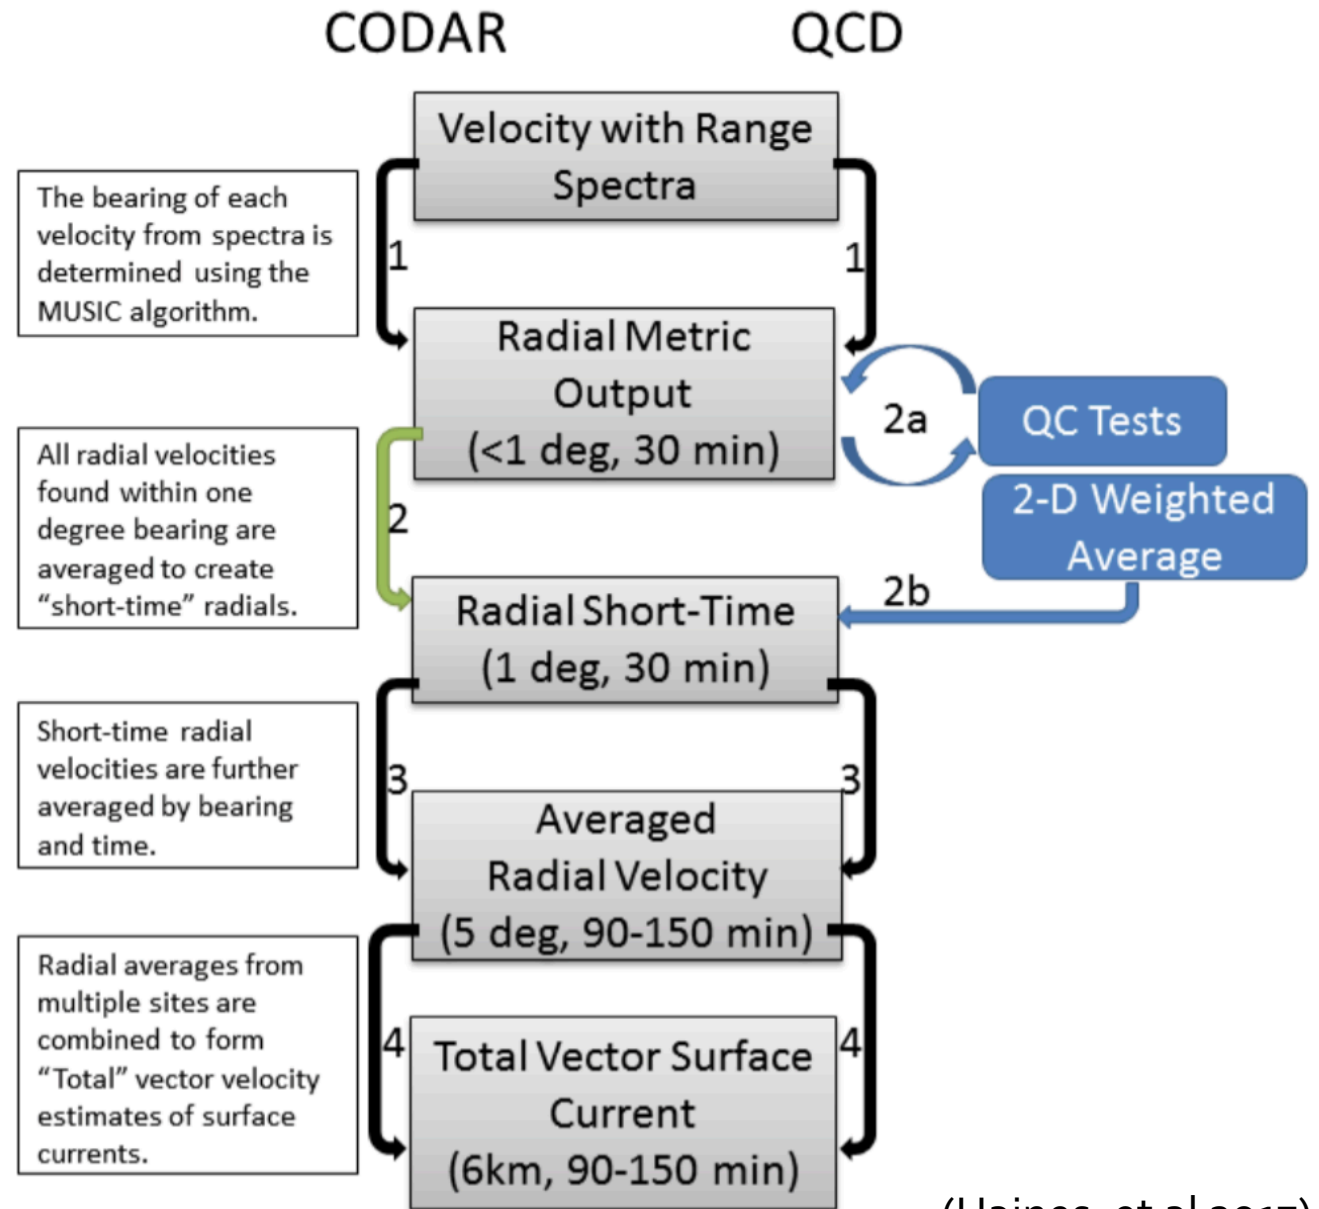 CODAR
QCD
Velocity with Range
Spectra
The bearing of each
velocity from spectra is
determined using the
MUSIC algorithm.
1
1
Radial Metric
Output
(<1 deg, 30 min)
2a
QC Tests
All radial velocities
found within one
degree bearing are
averaged to create
“short-time” radials.
2
2-D Weighted
Average
2b
Radial Short-Time
(1 deg, 30 min)
Short-time radial
velocities are further
averaged by bearing
and time.
3
3
Averaged
Radial Velocity
(5 deg, 90-150 min)
Radial averages from
multiple sites are
combined to form
“Total” vector velocity
estimates of surface
currents.
4
4
Total Vector Surface
Current
(6km, 90-150 min)
(Haines, et al 2017)